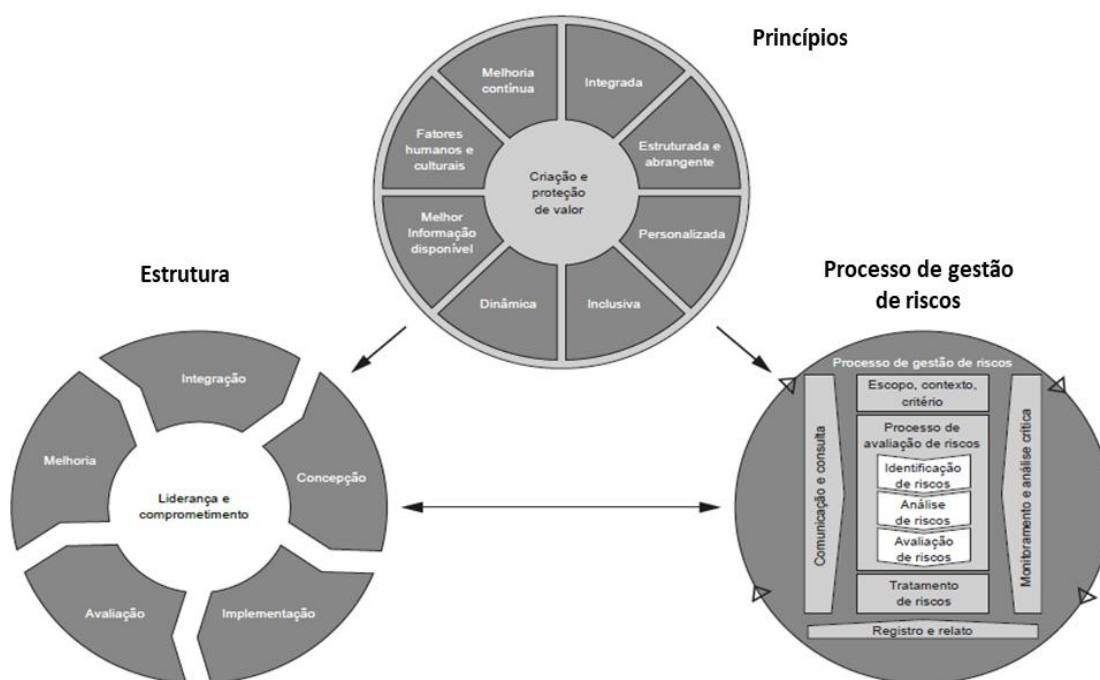 Princípios
Melhoria
contínua
Integrada
Fatores
humanos e
culturais
Estruturada e
abrangente
Criação e
proteção
de valor
Melhor
Informação
disponível
Personalizada
Dinâmica
Inclusiva
Estrutura
Integração
Melhoria
Concepção
Liderança e
comprometimento
Avaliação
Implementação
Processo de gestão
de riscos
Processo de gestão de riscos
Escopo, contexto,
critério
Comunicação e consulta
Processo de
avaliação de riscos
Identificação
de riscos
Análise
de riscos
Avaliação
de riscos
Monitoramento e análise crítica
Tratamento
de riscos
Registro e relato